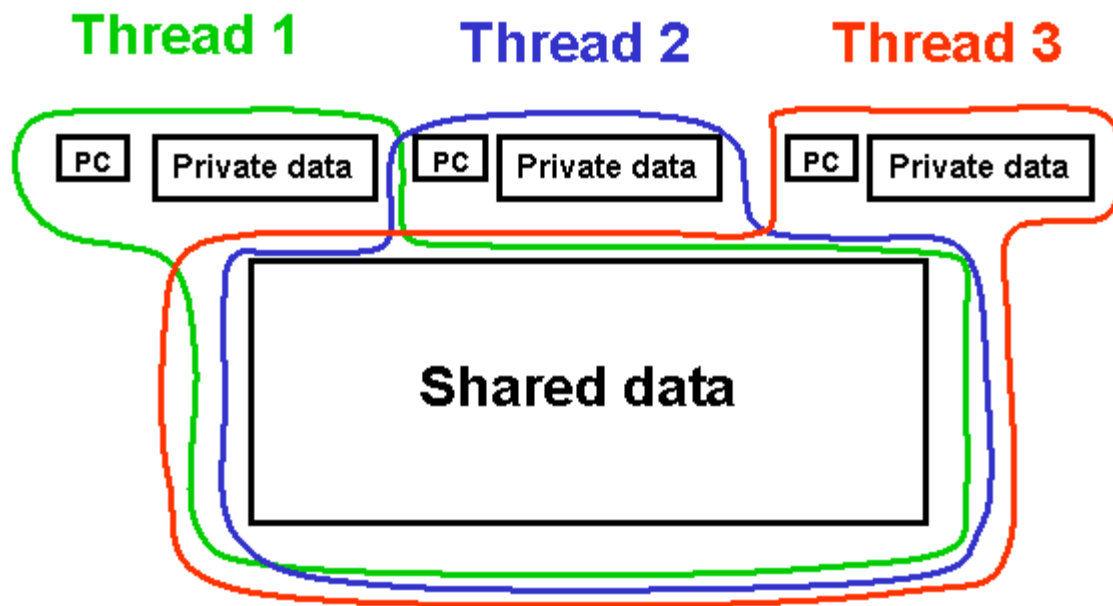 Thread 1 Thread 2 Thread 3
PC Private data PC Private data PC Private data
Shared data